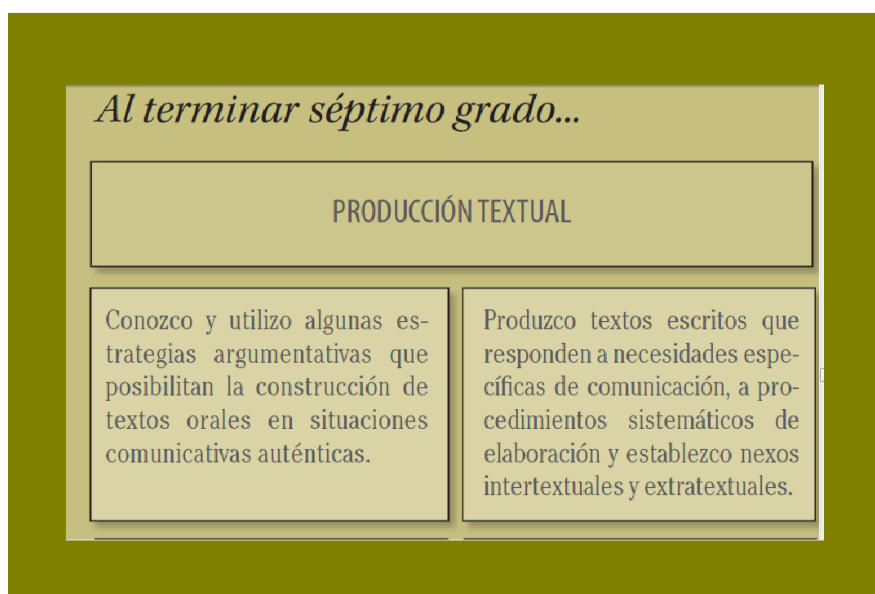 Al terminar séptimo grado...
PRODUCCIÓN TEXTUAL
Conozco y utilizo algunas es-
trategias argumentativas que
posibilitan la construcción de
textos orales en situaciones
comunicativas auténticas.
Produzco textos escritos que
responden a necesidades espe-
cíficas de comunicación, a pro-
cedimientos sistemáticos de
elaboración y establezco nexos
intertextuales y extratextuales.